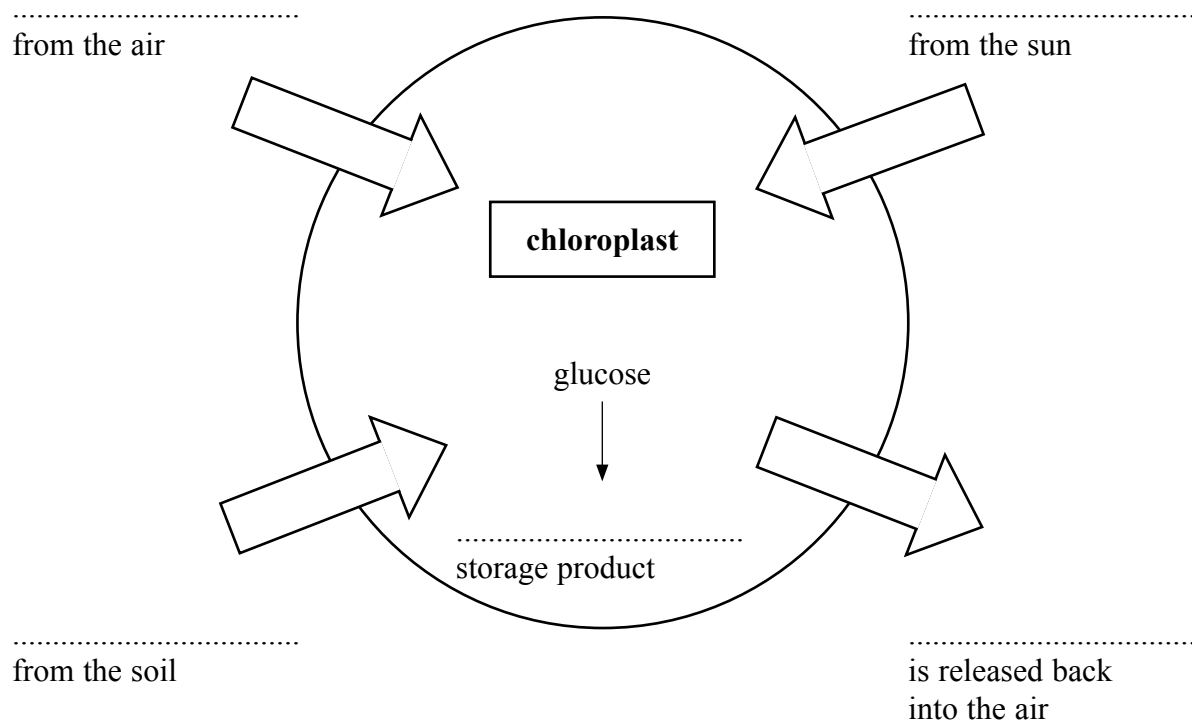 ....................................
from the air
....................................
from the sun
chloroplast
glucose
....................................
storage product
....................................
from the soil
....................................
is released back
into the air